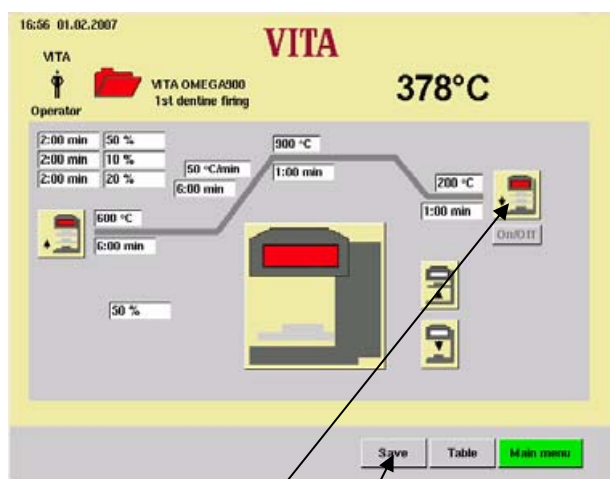 16:56 01.02.2007
VITA
VITA
Operator
VITA OMEGA900
1st dentine firing
378°C
2:00 min 50 %
2:00 min 10 %
2:00 min 20 %
50 °C/min
6:00 min
900 °C
1:00 min
200 °C
1:00 min
On/Off
600 °C
6:00 min
50 %
Save Table Main menu